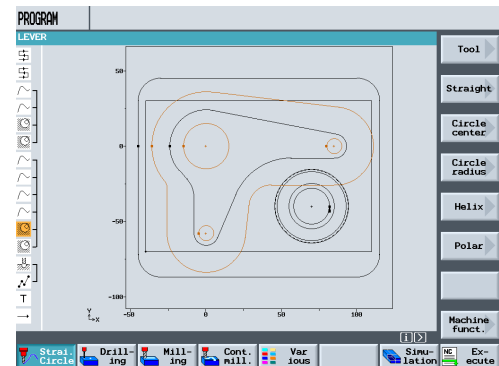 PROGRAM
LEVER
Tool
Straight
Circle
center
Circle
radius
Helix
Polar
Machine
funct.
50
0
-50
-100
-50
0
50
100
Y
X
T
Strai.
Circle
Drill-
ing
Mill-
ing
Cont.
mill.
Var
ious
Simu-
lation
NC
Ex-
ecute